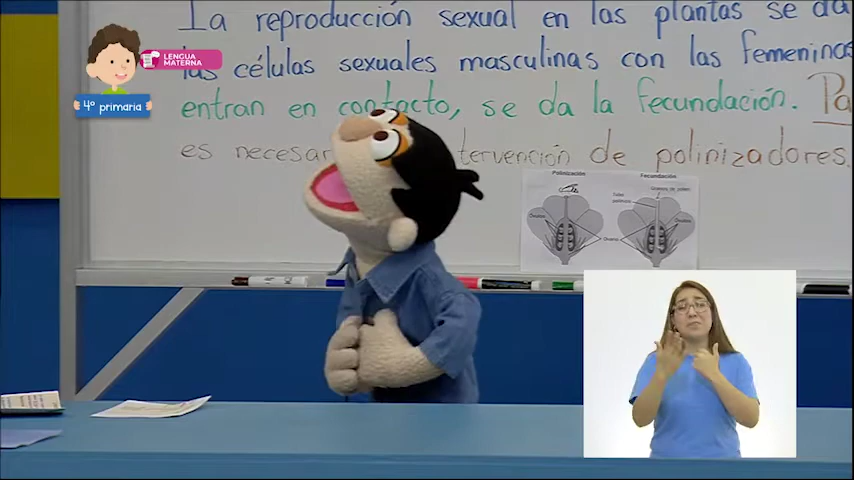 La reproducción sexual en las plantas se da
LENGUA
MATERNA
las células sexuales masculinas con las femeninas
4º primaria
entran en contacto, se da la fecundación. Pa
es necesar tervención de polinizadores.
Polinización
Fecundación